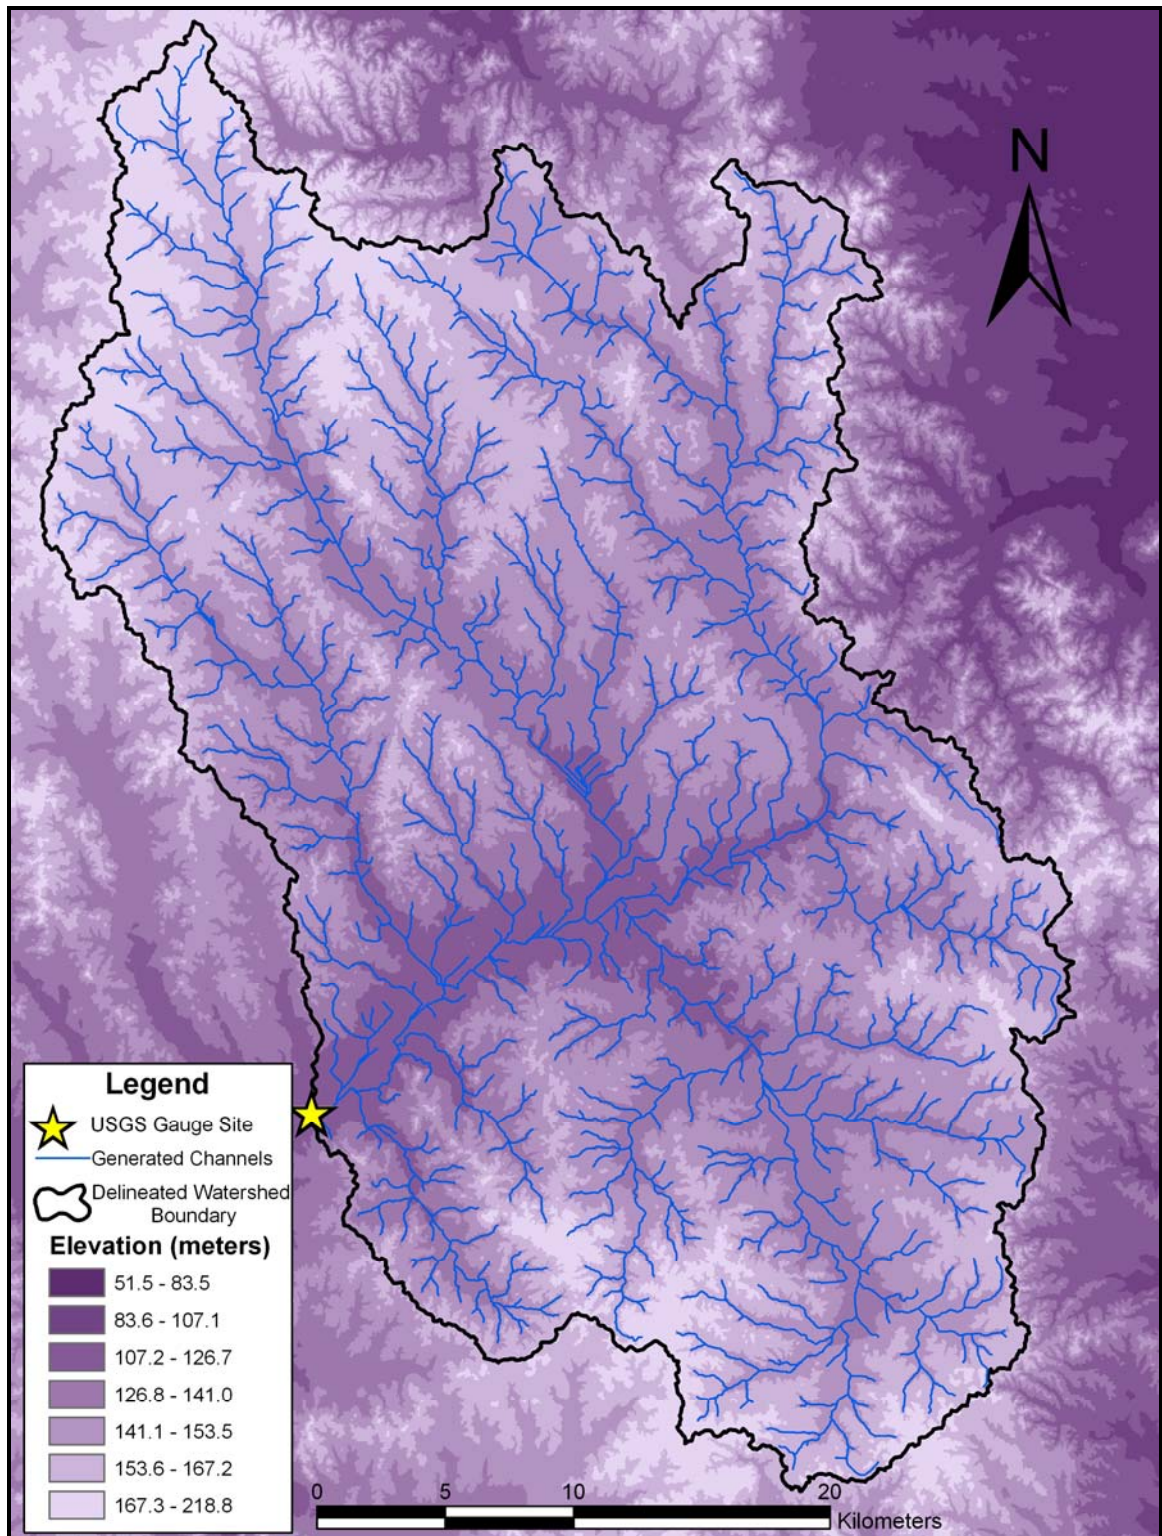 N
Legend
USGS Gauge Site
Generated Channels
Delineated Watershed
Boundary
Elevation (meters)
51.5 - 83.5
83.6 - 107.1
107.2 - 126.7
126.8 - 141.0
141.1 - 153.5
153.6 - 167.2
167.3 - 218.8
0 5 10 20
Kilometers